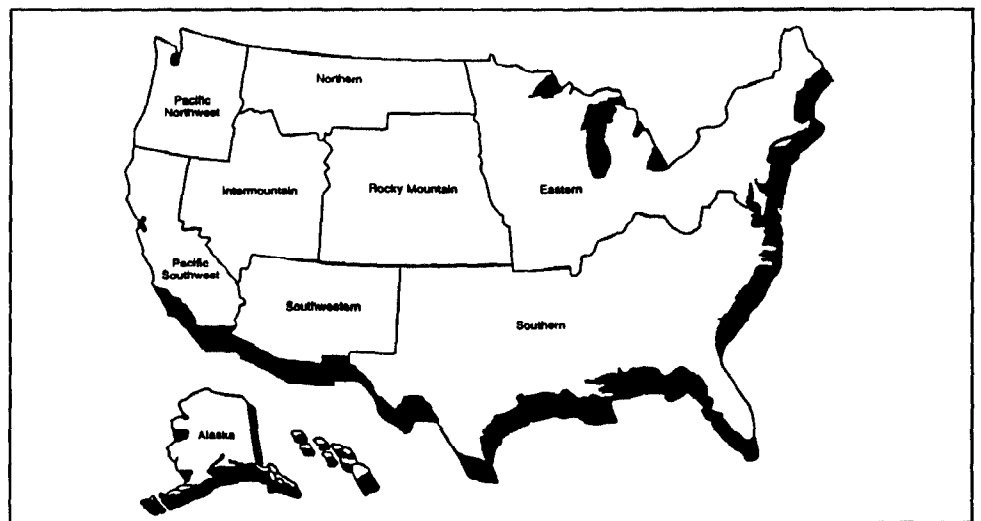 Northern
Pacific
Northwest
Intermountain
Rocky Mountain
Eastern
Pacific
Southwest
Southwestern
Southern
Alaska